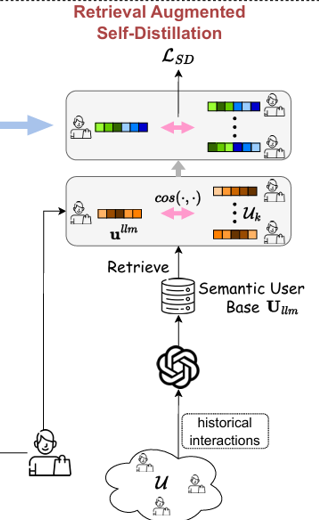 Retrieval Augmented
Self-Distillation
ℒ_SD
cos(·,·)
u^llm
𝒰_k
Retrieve
Semantic User
Base U_llm
historical
interactions
𝒰